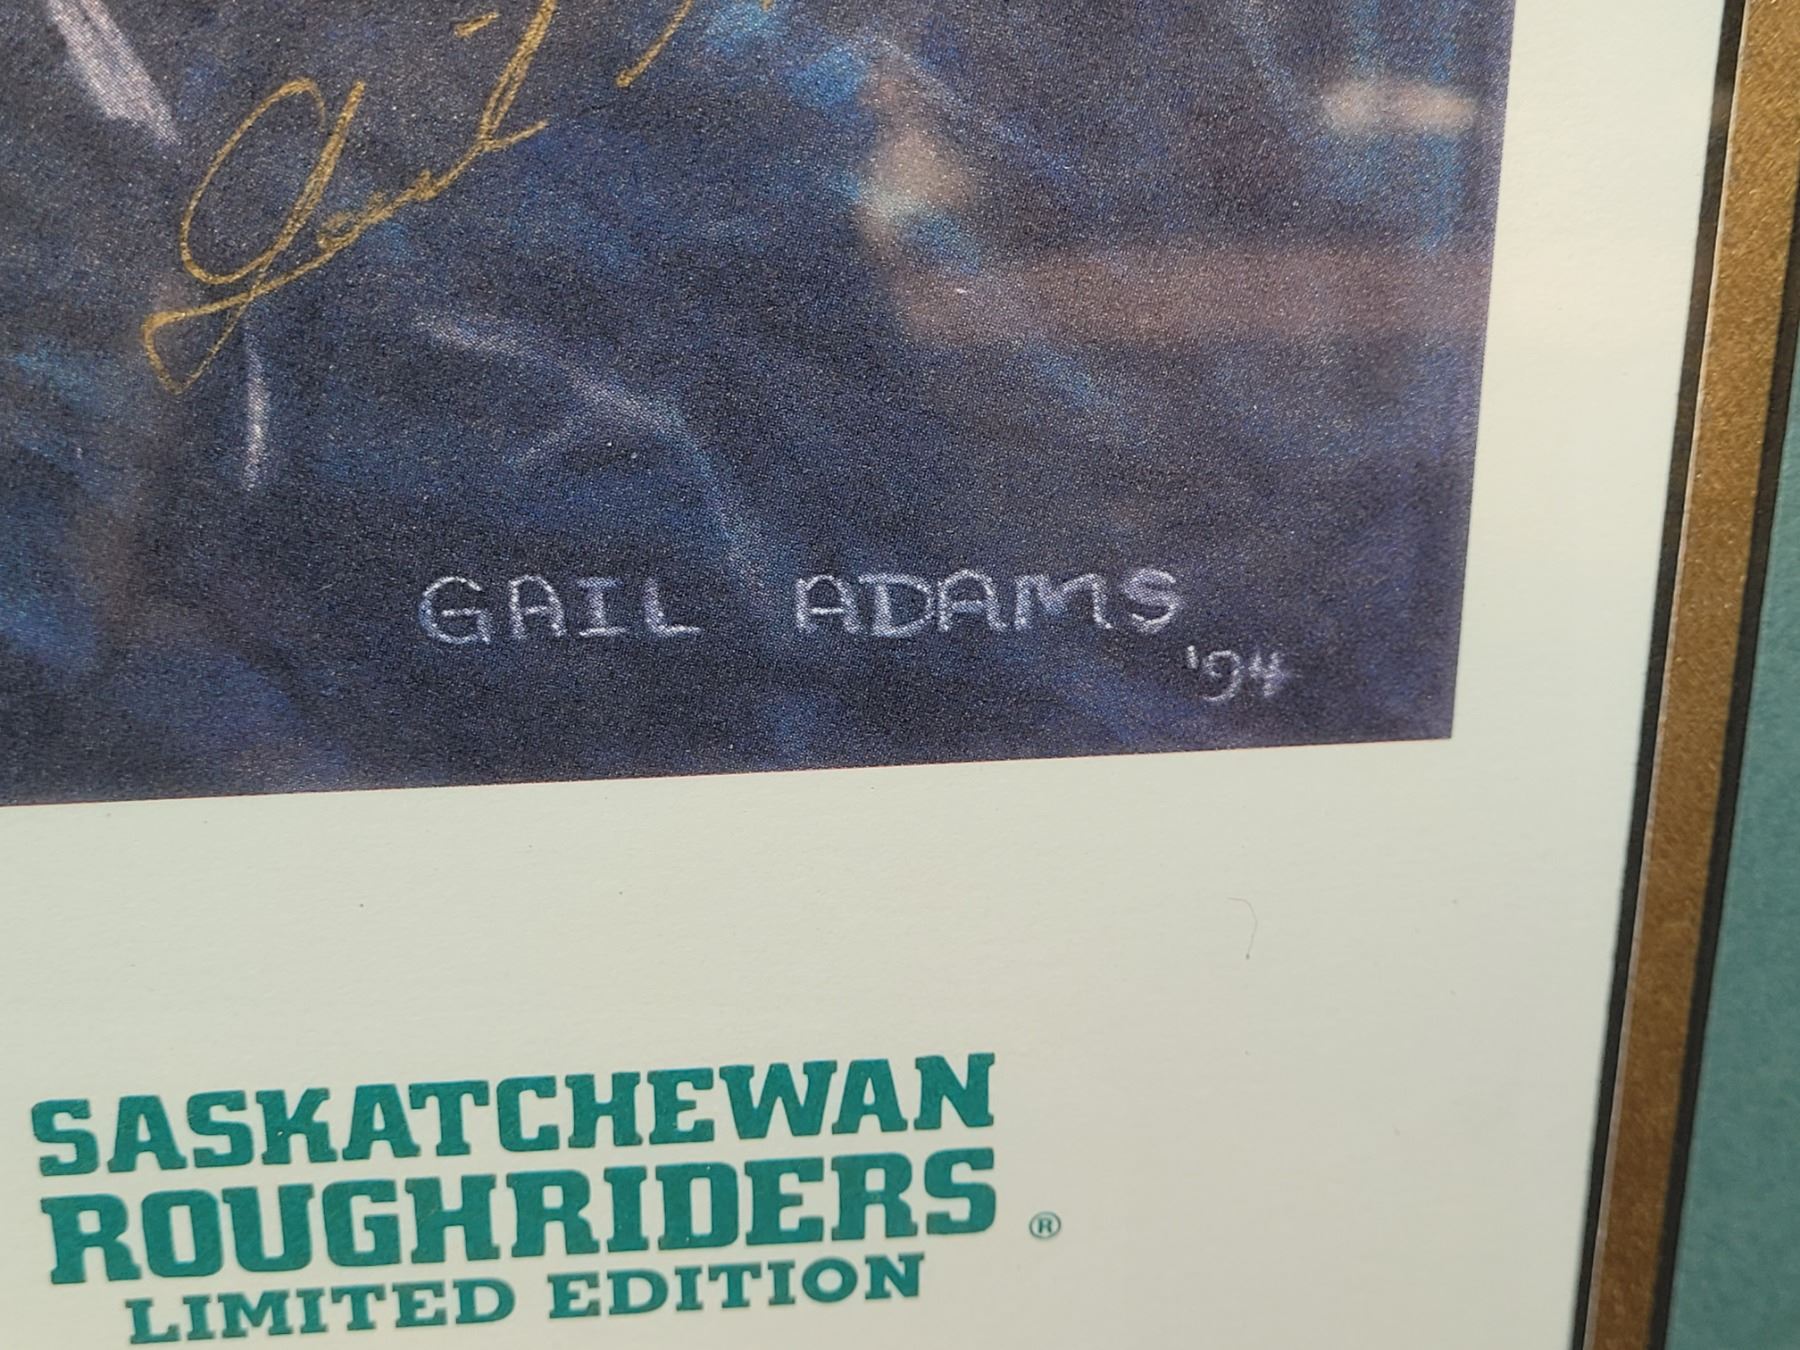 GAIL ADAMS
'94
SASKATCHEWAN
ROUGHRIDERS ®
LIMITED EDITION